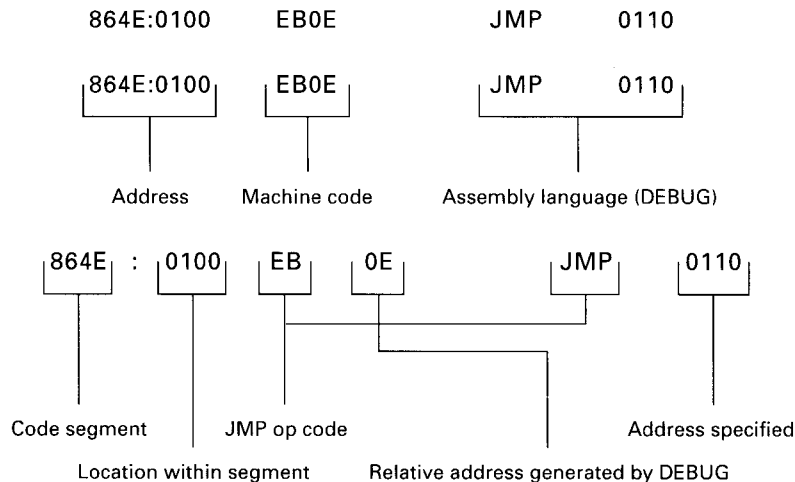 864E:0100 EB0E JMP 0110
864E:0100 EB0E JMP 0110
Address Machine code Assembly language (DEBUG)
864E : 0100 EB 0E JMP 0110
Code segment JMP op code Address specified
Location within segment Relative address generated by DEBUG